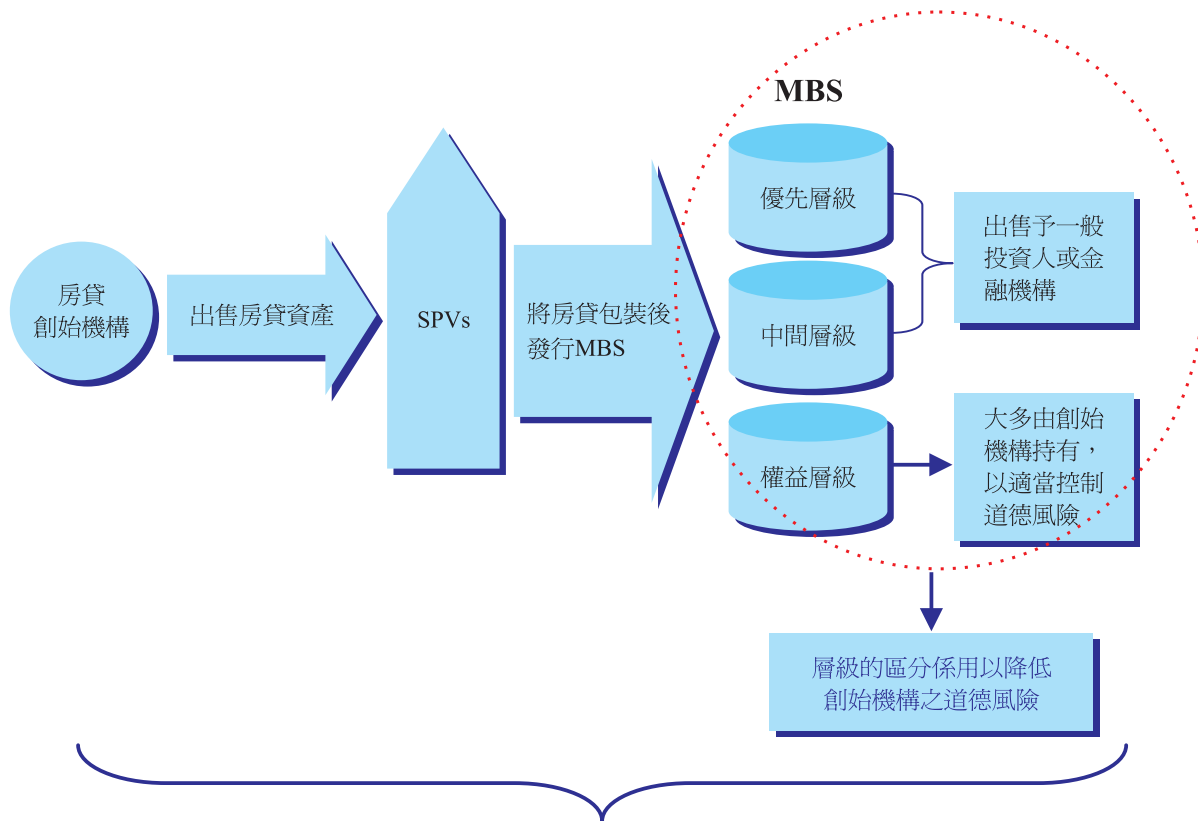 MBS
房貸
創始機構
出售房貸資產
SPVs
將房貸包裝後
發行MBS
優先層級
中間層級
權益層級
出售予一般
投資人或金
融機構
大多由創始
機構持有，
以適當控制
道德風險
層級的區分係用以降低
創始機構之道德風險